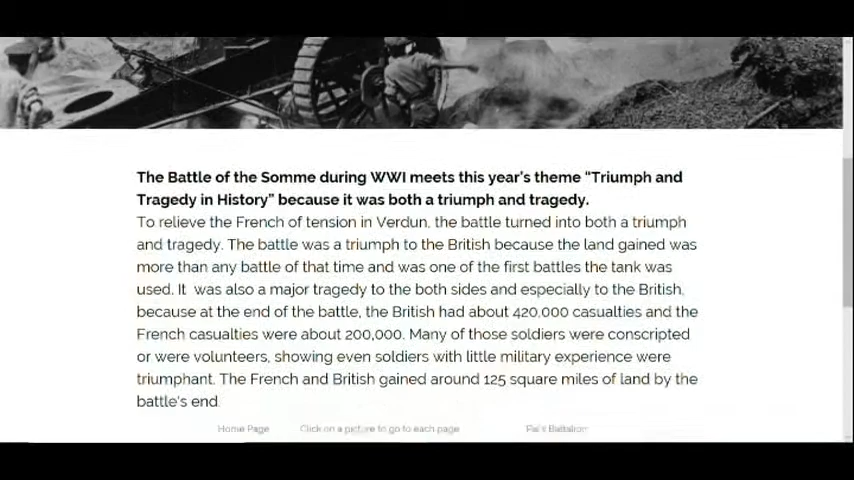 The Battle of the Somme during WWI meets this year's theme "Triumph and
Tragedy in History" because it was both a triumph and tragedy.
To relieve the French of tension in Verdun, the battle turned into both a triumph
and tragedy. The battle was a triumph to the British because the land gained was
more than any battle of that time and was one of the first battles the tank was
used. It was also a major tragedy to the both sides and especially to the British,
because at the end of the battle, the British had about 420,000 casualties and the
French casualties were about 200,000. Many of those soldiers were conscripted
or were volunteers, showing even soldiers with little military experience were
triumphant. The French and British gained around 125 square miles of land by the
battle's end.
Home Page Click on a picture to go to each page Pal's Battalion